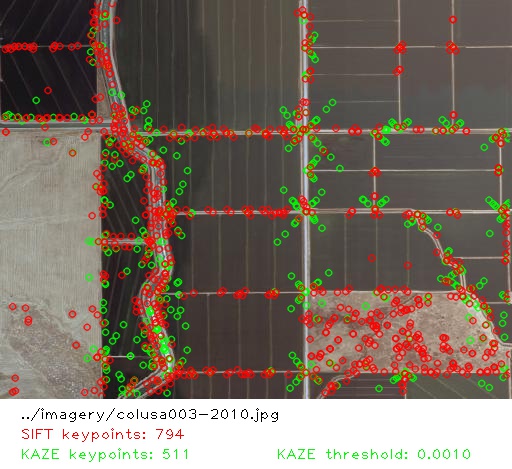 ../imagery/colusa003-2010.jpg
SIFT keypoints: 794
KAZE keypoints: 511 KAZE threshold: 0.0010